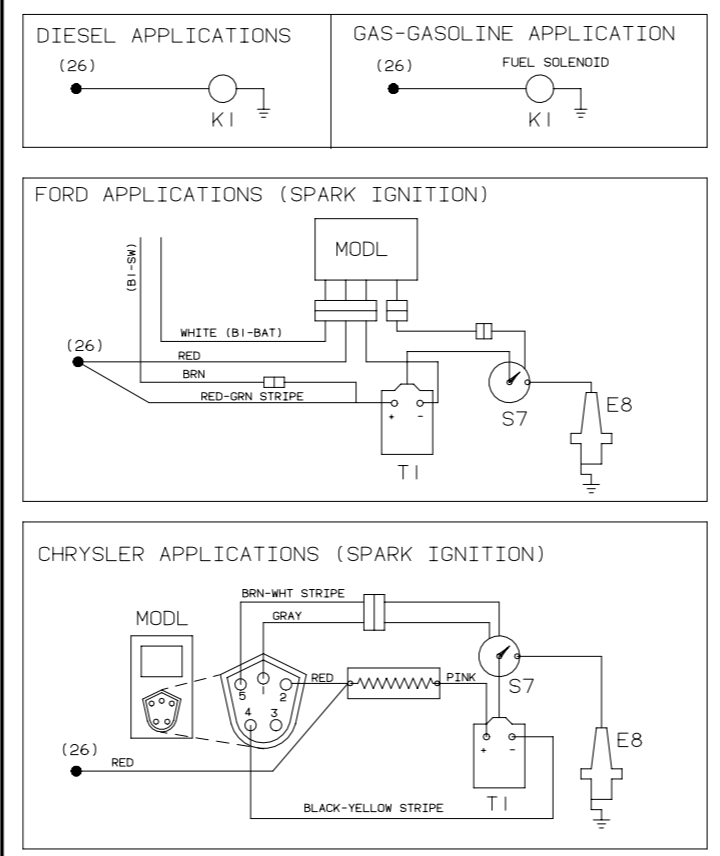 DIESEL APPLICATIONS
(26)
K1
GAS-GASOLINE APPLICATION
(26)
FUEL SOLENOID
K1
FORD APPLICATIONS (SPARK IGNITION)
MODL
(B1-SW)
WHITE (B1-BAT)
(26)
RED
BRN
RED-GRN STRIPE
+ -
T1
S7
E8
CHRYSLER APPLICATIONS (SPARK IGNITION)
BRN-WHT STRIPE
MODL
GRAY
5 1 2
4 3
RED
PINK
S7
(26)
RED
+ -
T1
E8
BLACK-YELLOW STRIPE